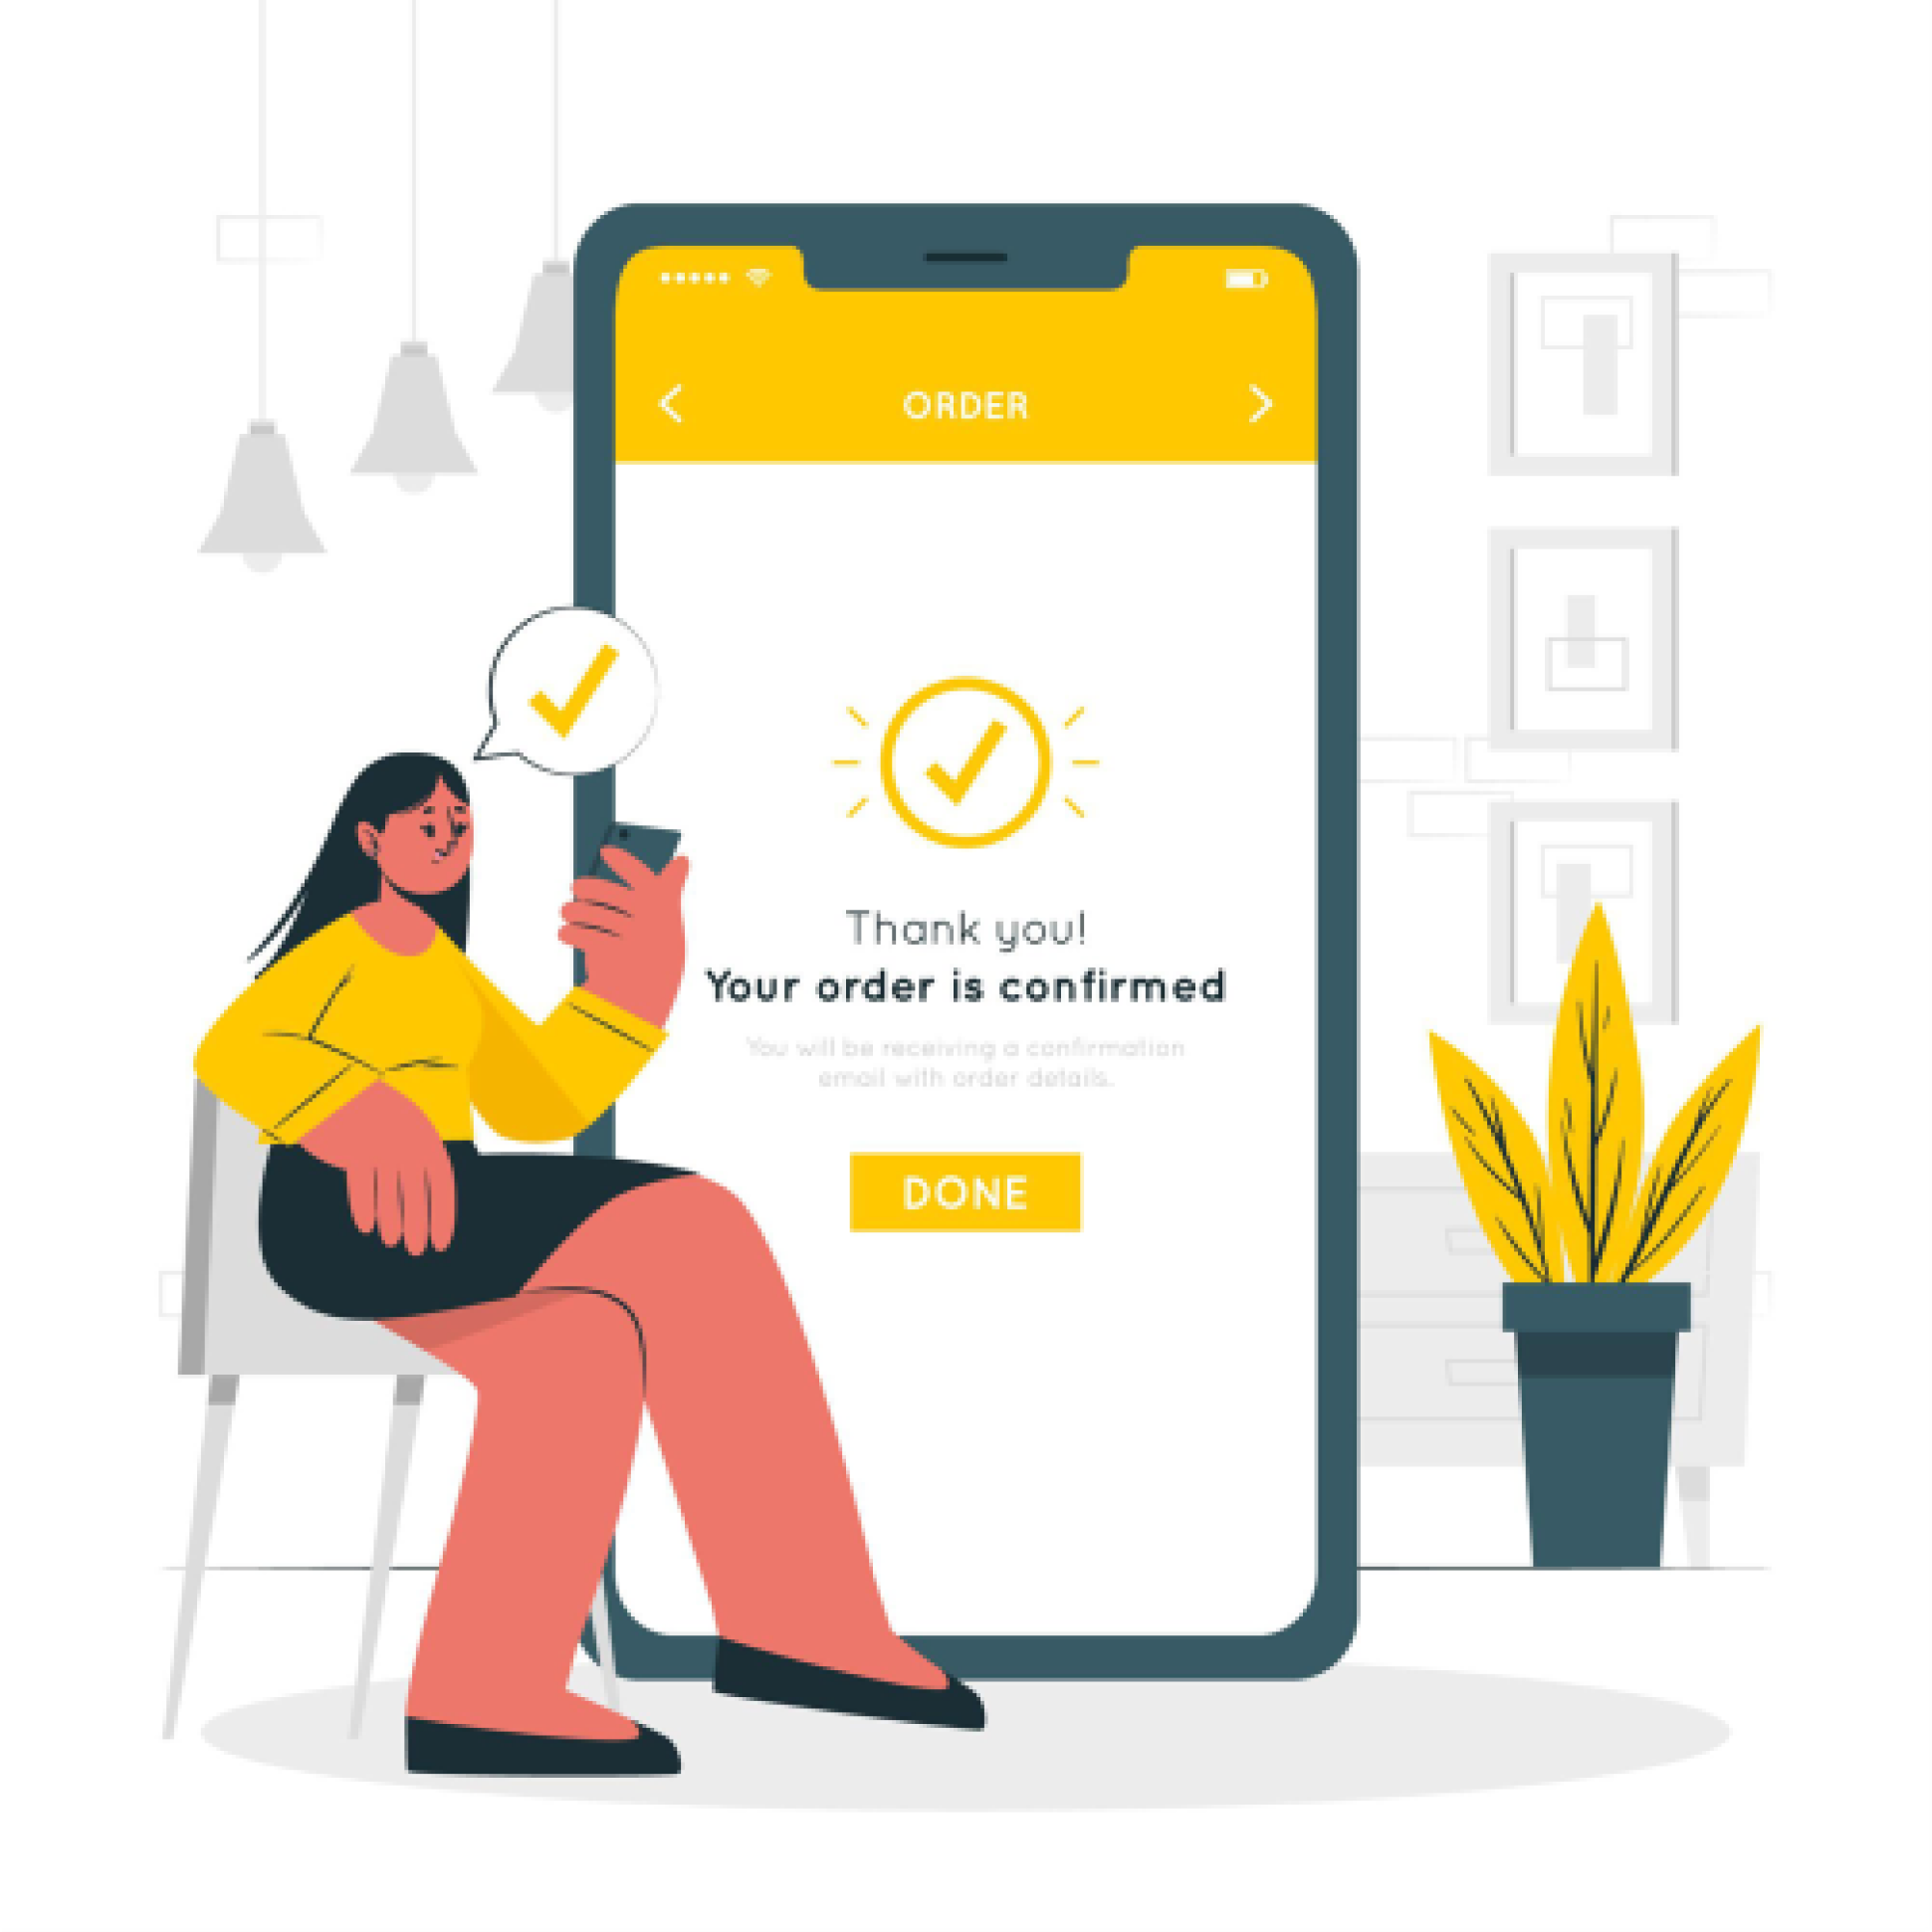 ORDER
Thank you!
Your order is confirmed
You will be receiving a confirmation
email with order details.
DONE